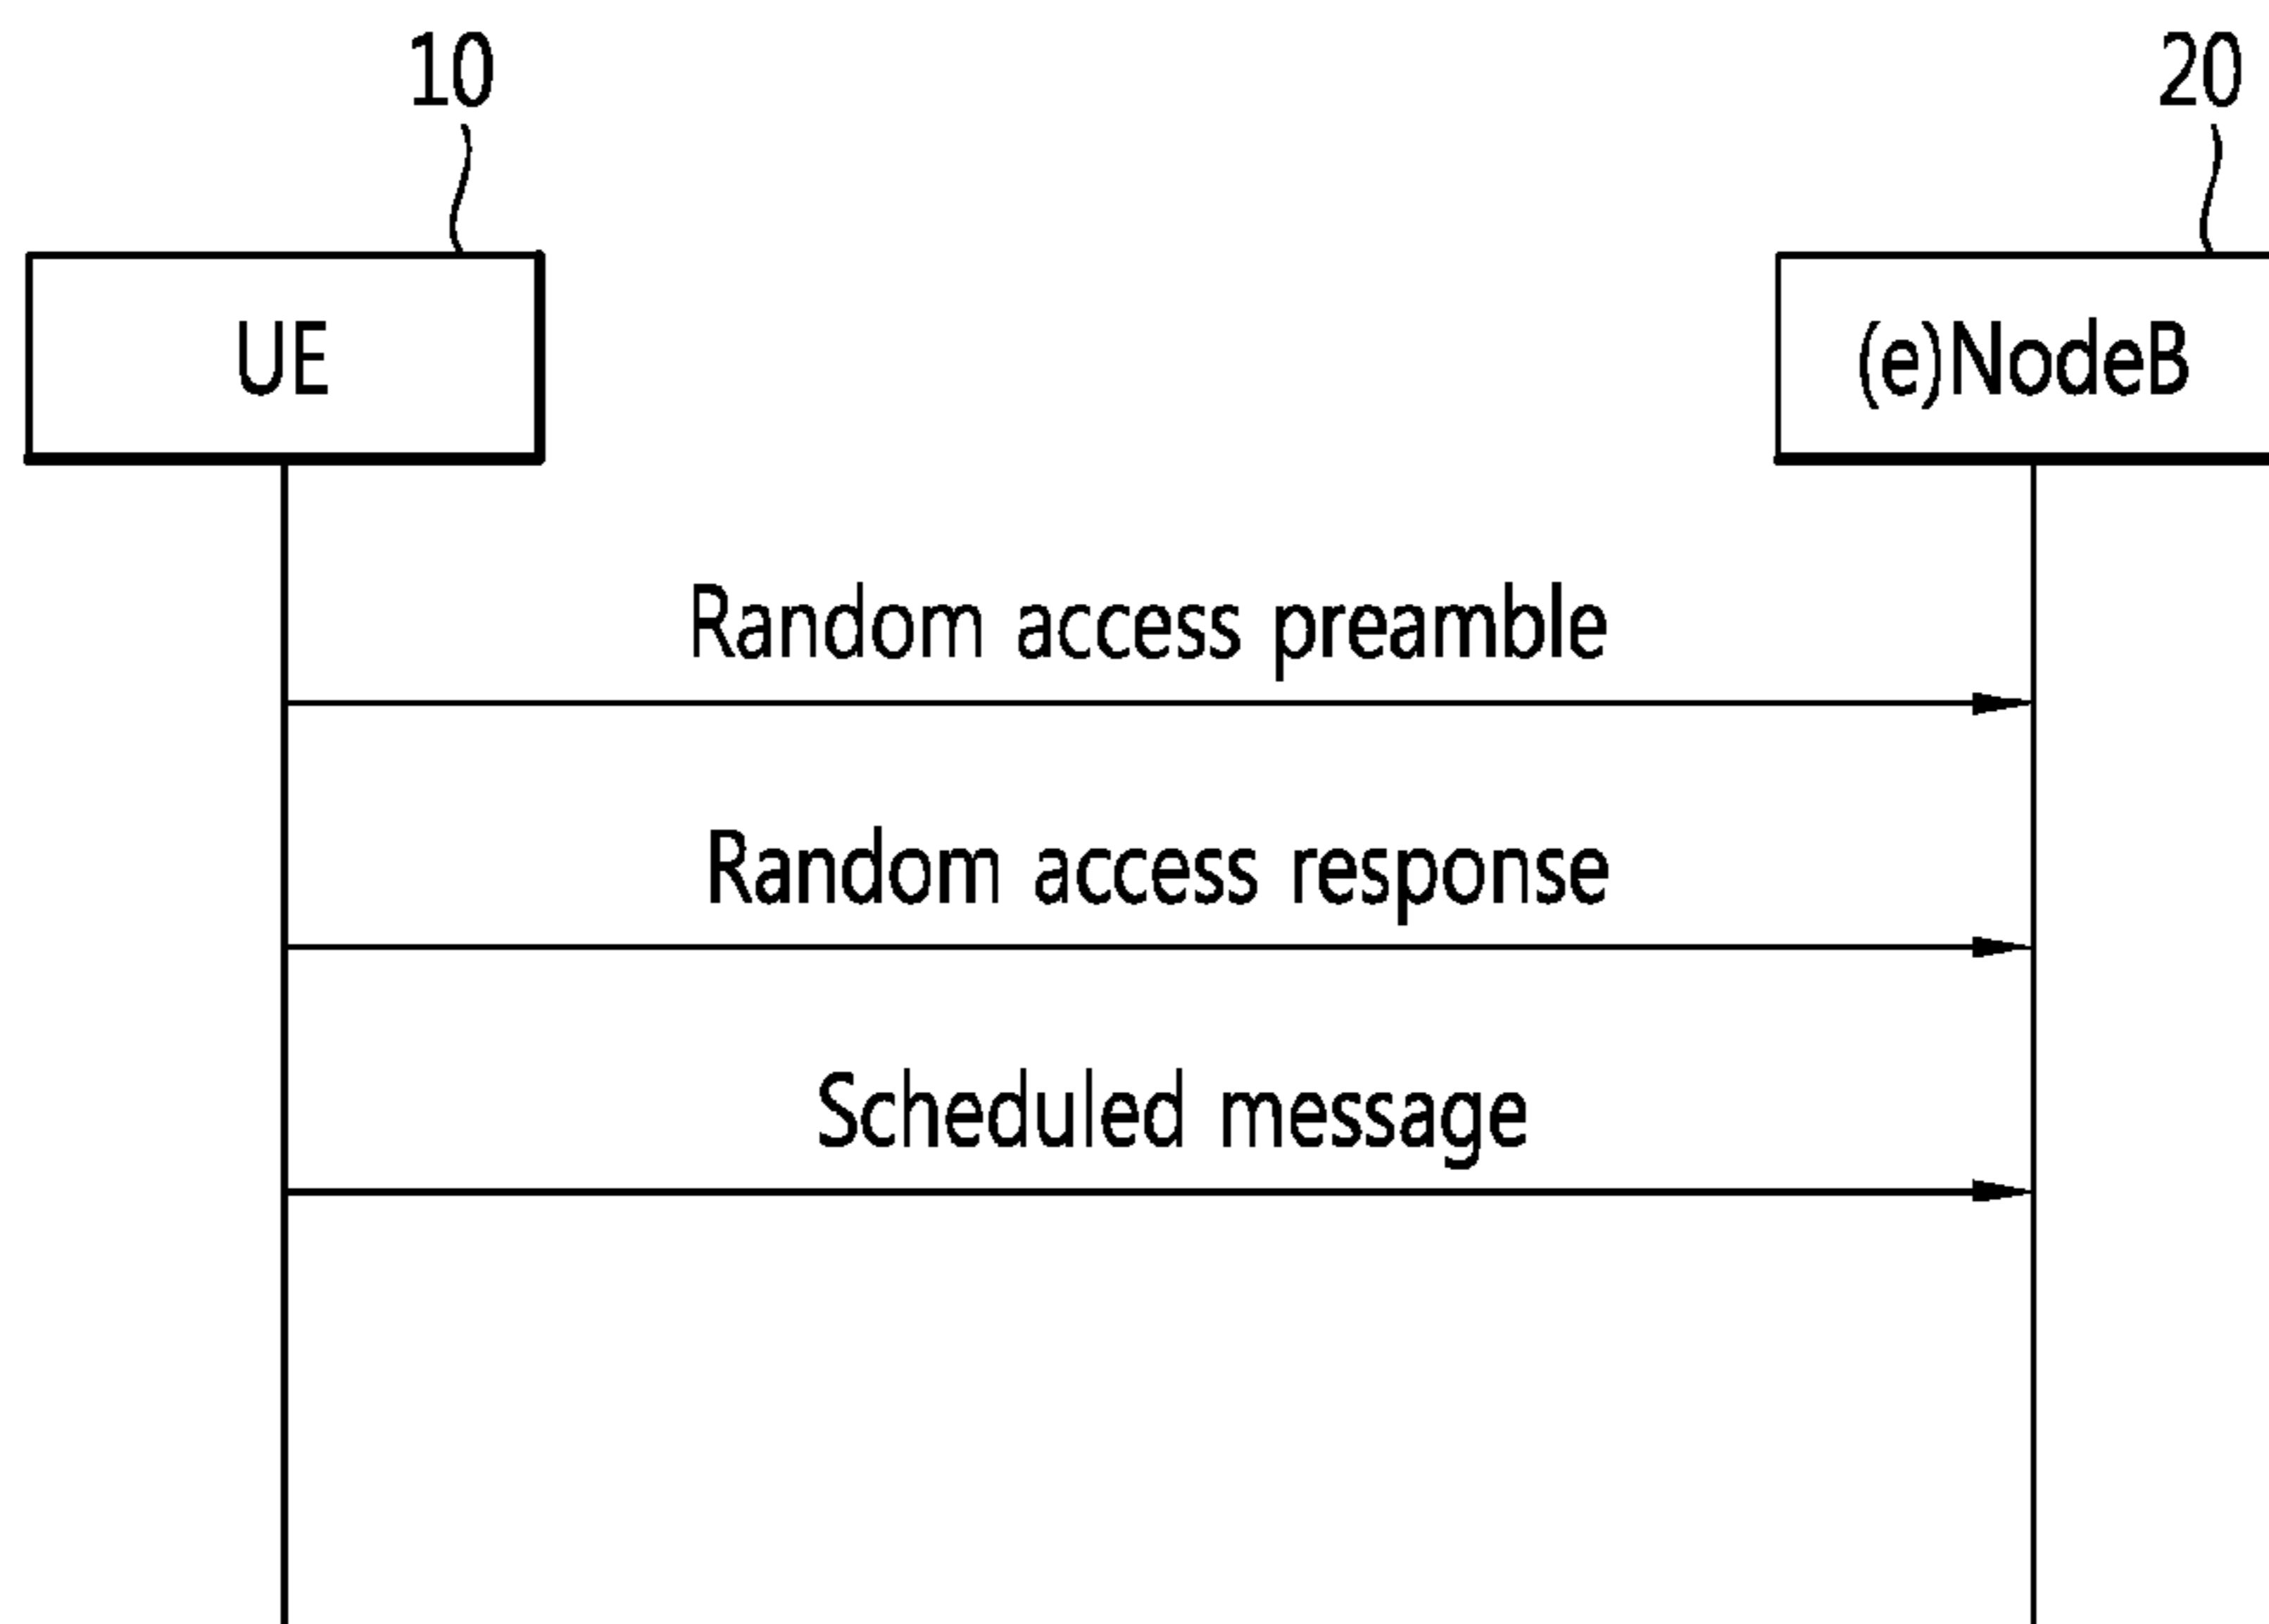 10
20
UE
(e)NodeB
Random access preamble
Random access response
Scheduled message